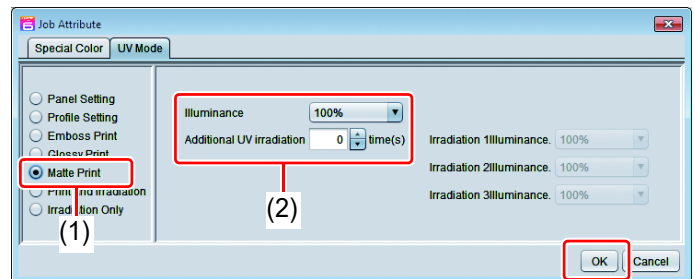 Job Attribute
Special Color UV Mode
Panel Setting
Profile Setting
Emboss Print
Glossy Print
Matte Print
Print and Irradiation
Irradiation Only
(1)
Illuminance 100%
Additional UV irradiation 0 time(s)
(2)
Irradiation 1Illuminance. 100%
Irradiation 2Illuminance. 100%
Irradiation 3Illuminance. 100%
OK Cancel